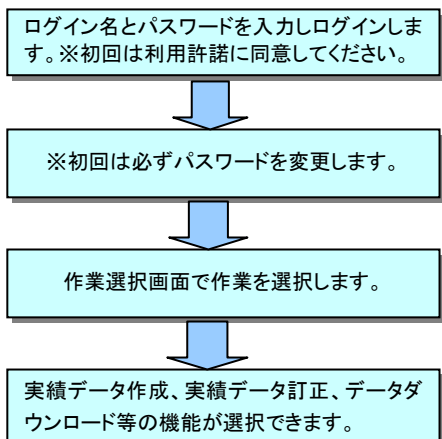 ログイン名とパスワードを入力しログインしま
す。※初回は利用許諾に同意してください。
※初回は必ずパスワードを変更します。
作業選択画面で作業を選択します。
実績データ作成、実績データ訂正、データダ
ウンロード等の機能が選択できます。